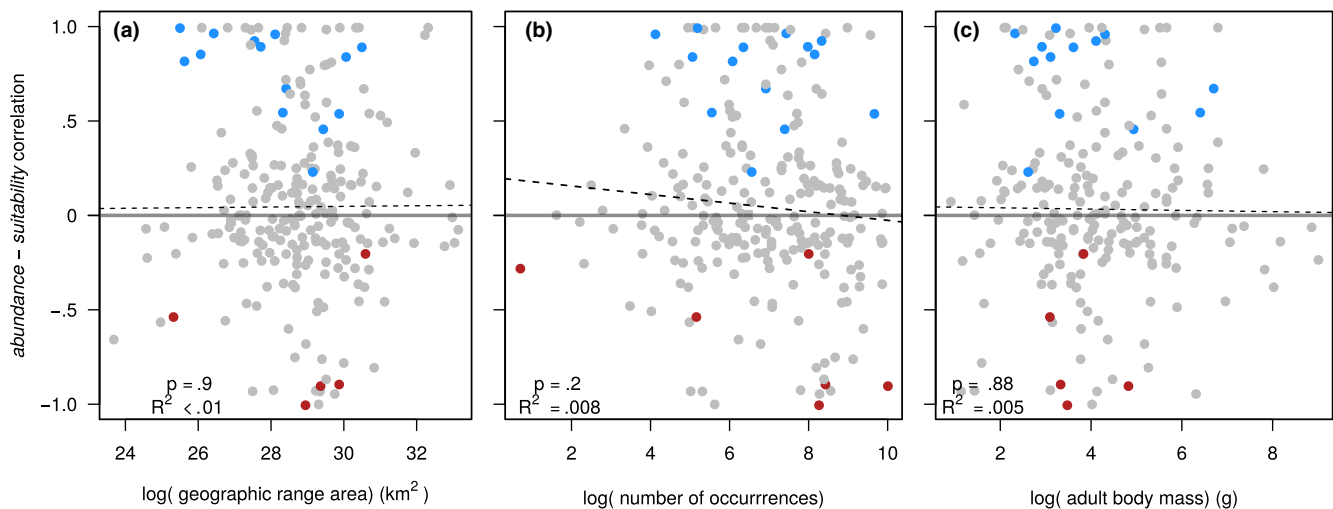 (a)
(b)
(c)
abundance − suitability correlation
1.0
.5
0
−.5
−1.0
p = .9
R² <.01
p = .2
R² =.008
p = .88
R² =.005
24 26 28 30 32
2 4 6 8 10
2 4 6 8
log( geographic range area) (km² )
log( number of occurrrences)
log( adult body mass) (g)